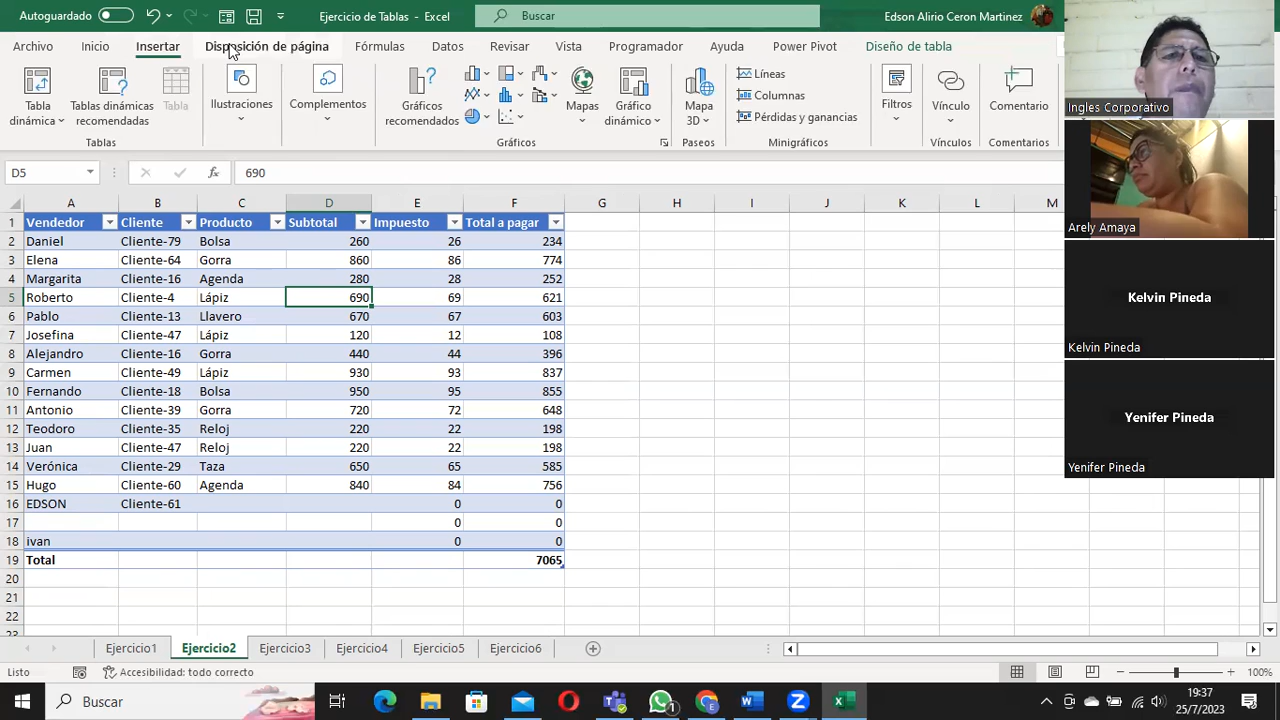 Autoguardado
Ejercicio de Tablas - Excel
Buscar
Edson Alirio Ceron Martinez
Archivo Inicio Insertar Disposición de página Fórmulas Datos Revisar Vista Programador Ayuda Power Pivot Diseño de tabla
Tabla dinámica
Tablas dinámicas recomendadas
Tabla
Ilustraciones
Complementos
Gráficos recomendados
Mapas
Gráfico dinámico
Mapa 3D
Líneas
Columnas
Pérdidas y ganancias
Filtros
Vínculo
Comentario
Tablas Gráficos Paseos Minigráficos Vínculos Comentarios
D5 fx 690
A B C D E F G H I J K L M
1 Vendedor Cliente Producto Subtotal Impuesto Total a pagar
2 Daniel Cliente-79 Bolsa 260 26 234
3 Elena Cliente-64 Gorra 860 86 774
4 Margarita Cliente-16 Agenda 280 28 252
5 Roberto Cliente-4 Lápiz 690 69 621
6 Pablo Cliente-13 Llavero 670 67 603
7 Josefina Cliente-47 Lápiz 120 12 108
8 Alejandro Cliente-16 Gorra 440 44 396
9 Carmen Cliente-49 Lápiz 930 93 837
10 Fernando Cliente-18 Bolsa 950 95 855
11 Antonio Cliente-39 Gorra 720 72 648
12 Teodoro Cliente-35 Reloj 220 22 198
13 Juan Cliente-47 Reloj 220 22 198
14 Verónica Cliente-29 Taza 650 65 585
15 Hugo Cliente-60 Agenda 840 84 756
16 EDSON Cliente-61 0 0
17 0 0
18 ivan 0 0
19 Total 7065
20
21
22
23
Ejercicio1 Ejercicio2 Ejercicio3 Ejercicio4 Ejercicio5 Ejercicio6
Listo Accesibilidad: todo correcto 100%
Buscar
19:37
25/7/2023
Ingles Corporativo
Arely Amaya
Kelvin Pineda
Kelvin Pineda
Yenifer Pineda
Yenifer Pineda